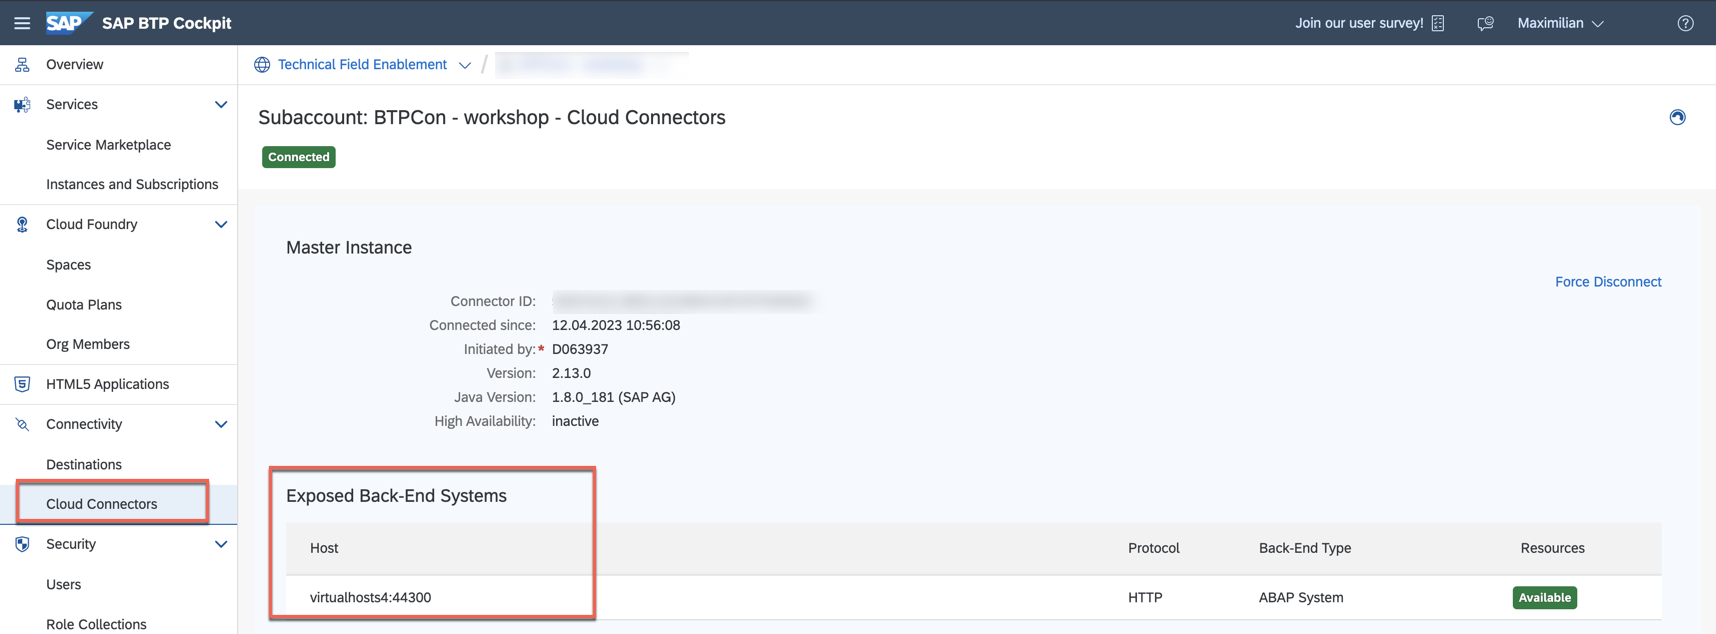 SAP SAP BTP Cockpit
Join our user survey!
Maximilian
Overview
Services
Service Marketplace
Instances and Subscriptions
Cloud Foundry
Spaces
Quota Plans
Org Members
HTML5 Applications
Connectivity
Destinations
Cloud Connectors
Security
Users
Role Collections
Technical Field Enablement /
Subaccount: BTPCon - workshop - Cloud Connectors
Connected
Master Instance
Force Disconnect
Connector ID:
Connected since: 12.04.2023 10:56:08
Initiated by:* D063937
Version: 2.13.0
Java Version: 1.8.0_181 (SAP AG)
High Availability: inactive
Exposed Back-End Systems
Host Protocol Back-End Type Resources
virtualhosts4:44300 HTTP ABAP System Available